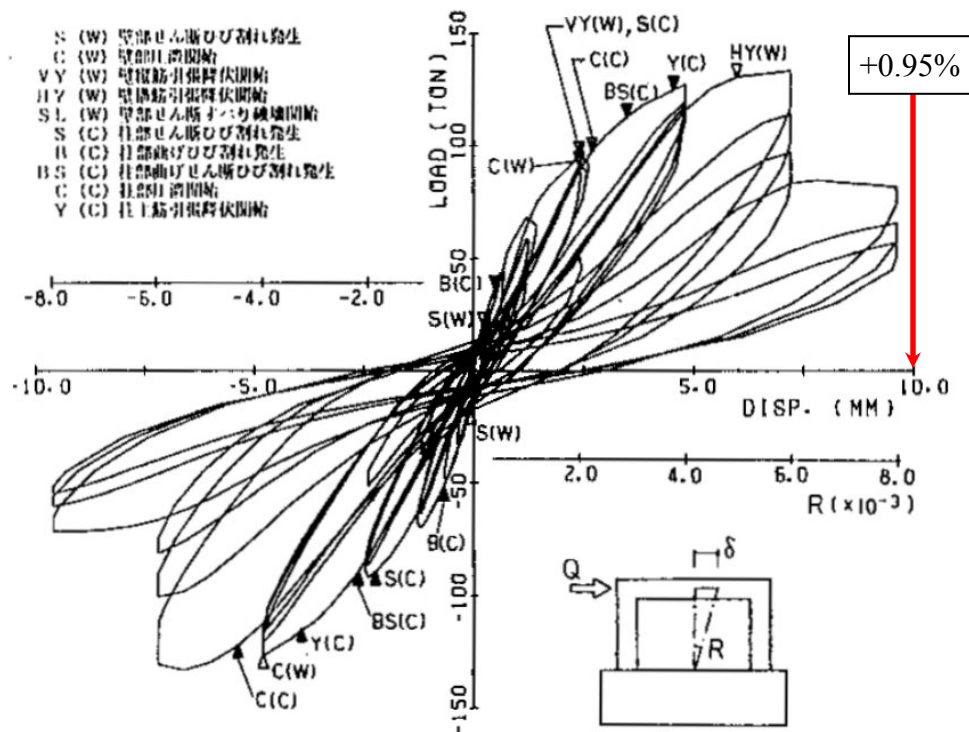 S (W) 壁部せん断ひび割れ発生
C (W) 壁部圧潰開始
VY (W) 壁縦筋引張降伏開始
HY (W) 壁横筋引張降伏開始
SL (W) 壁部せん断すべり破壊開始
S (C) 柱部せん断ひび割れ発生
B (C) 柱部曲げひび割れ発生
BS (C) 柱部曲げせん断ひび割れ発生
C (C) 柱部圧潰開始
Y (C) 柱主筋引張降伏開始
LOAD (TON)
150
100
50
-50
-100
-150
VY(W), S(C)
C(C)
Y(C)
HY(W)
+0.95%
BS(C)
C(W)
B(C)
S(W)
-8.0 -6.0 -4.0 -2.0
-10.0 -5.0 5.0 10.0
DISP. (MM)
S(W)
2.0 4.0 6.0 8.0
R (×10⁻³)
B(C)
S(C)
BS(C)
Y(C)
C(W)
C(C)
δ
Q
R